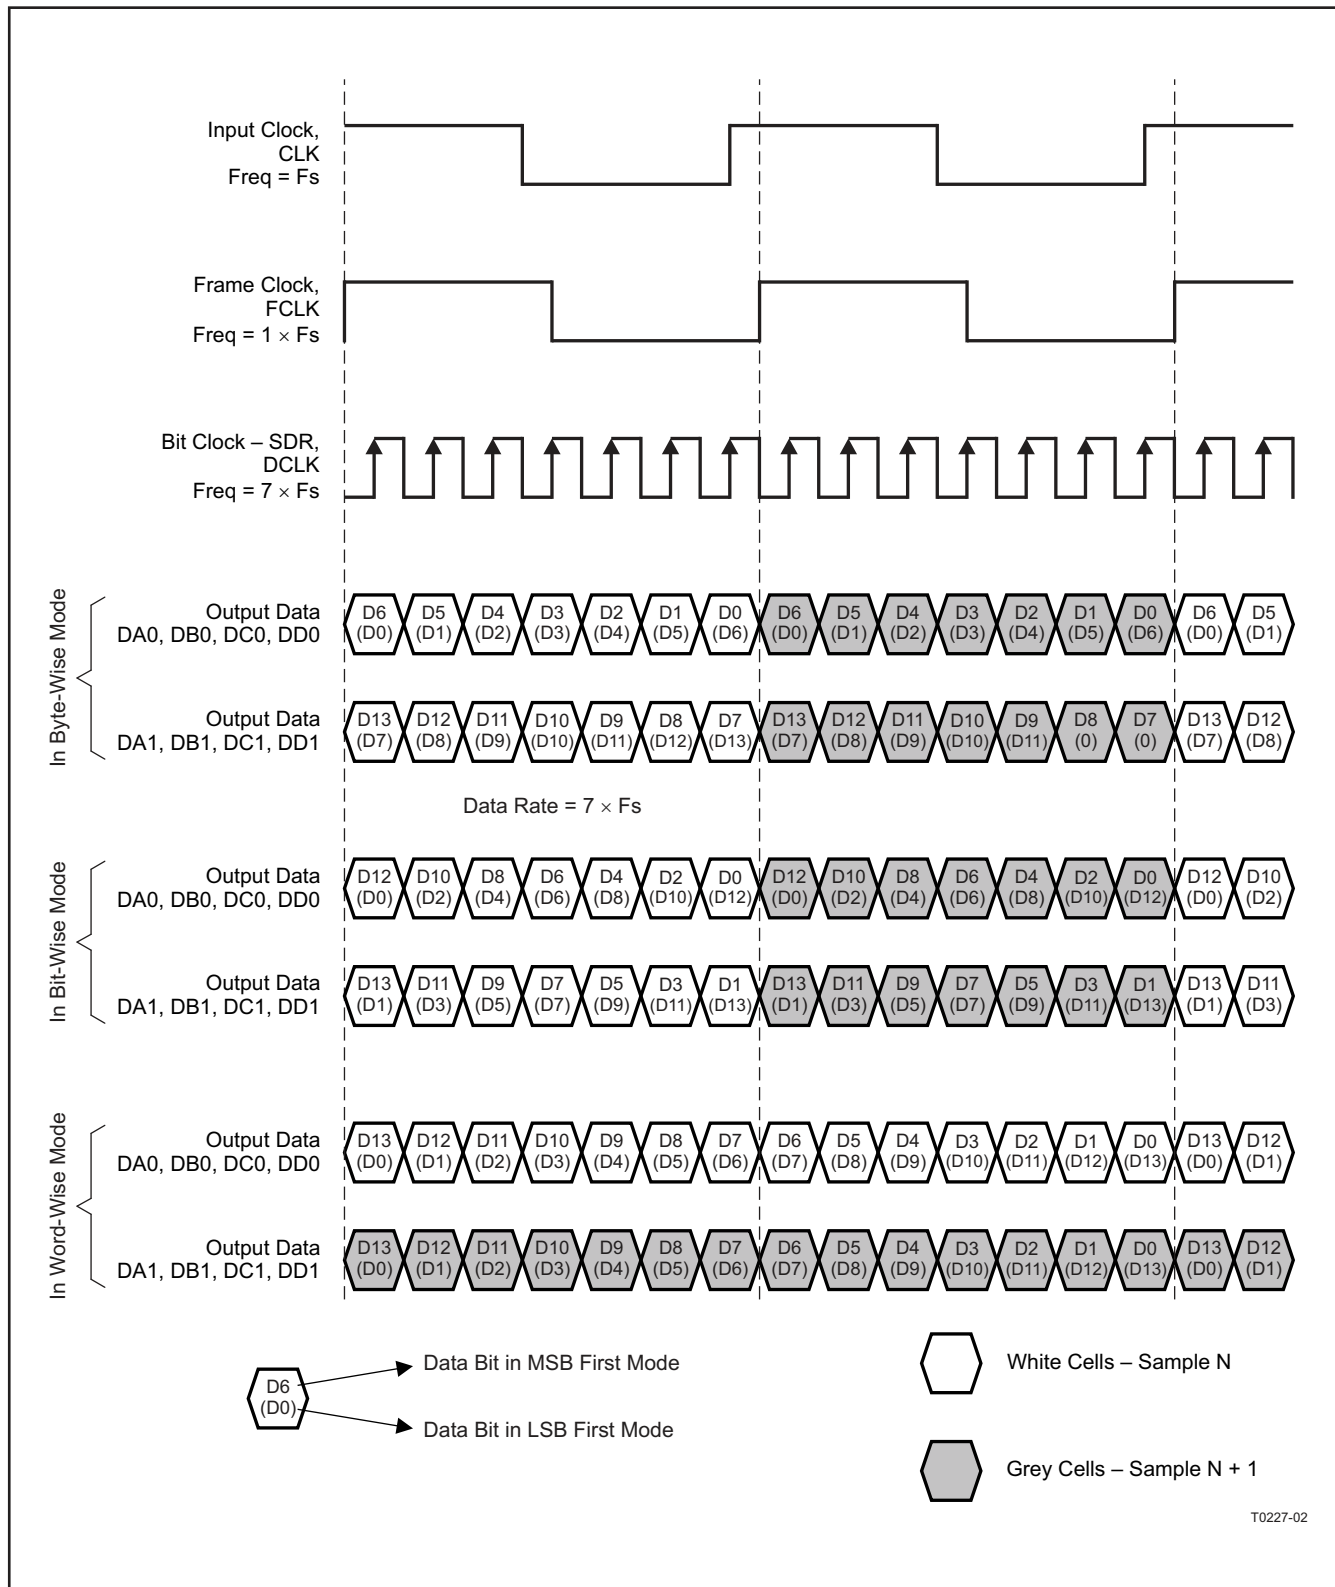 Input Clock,
CLK
Freq = Fs
Frame Clock,
FCLK
Freq = 1 × Fs
Bit Clock – SDR,
DCLK
Freq = 7 × Fs
In Byte-Wise Mode
Output Data
DA0, DB0, DC0, DD0
D6 D5 D4 D3 D2 D1 D0 D6 D5 D4 D3 D2 D1 D0 D6 D5
(D0) (D1) (D2) (D3) (D4) (D5) (D6) (D0) (D1) (D2) (D3) (D4) (D5) (D6) (D0) (D1)
Output Data
DA1, DB1, DC1, DD1
D13 D12 D11 D10 D9 D8 D7 D13 D12 D11 D10 D9 D8 D7 D13 D12
(D7) (D8) (D9) (D10) (D11) (D12) (D13) (D7) (D8) (D9) (D10) (D11) (0) (0) (D7) (D8)
Data Rate = 7 × Fs
In Bit-Wise Mode
Output Data
DA0, DB0, DC0, DD0
D12 D10 D8 D6 D4 D2 D0 D12 D10 D8 D6 D4 D2 D0 D12 D10
(D0) (D2) (D4) (D6) (D8) (D10) (D12) (D0) (D2) (D4) (D6) (D8) (D10) (D12) (D0) (D2)
Output Data
DA1, DB1, DC1, DD1
D13 D11 D9 D7 D5 D3 D1 D13 D11 D9 D7 D5 D3 D1 D13 D11
(D1) (D3) (D5) (D7) (D9) (D11) (D13) (D1) (D3) (D5) (D7) (D9) (D11) (D13) (D1) (D3)
In Word-Wise Mode
Output Data
DA0, DB0, DC0, DD0
D13 D12 D11 D10 D9 D8 D7 D6 D5 D4 D3 D2 D1 D0 D13 D12
(D0) (D1) (D2) (D3) (D4) (D5) (D6) (D7) (D8) (D9) (D10) (D11) (D12) (D13) (D0) (D1)
Output Data
DA1, DB1, DC1, DD1
D13 D12 D11 D10 D9 D8 D7 D6 D5 D4 D3 D2 D1 D0 D13 D12
(D0) (D1) (D2) (D3) (D4) (D5) (D6) (D7) (D8) (D9) (D10) (D11) (D12) (D13) (D0) (D1)
D6
(D0)
Data Bit in MSB First Mode
Data Bit in LSB First Mode
White Cells – Sample N
Grey Cells – Sample N + 1
T0227-02